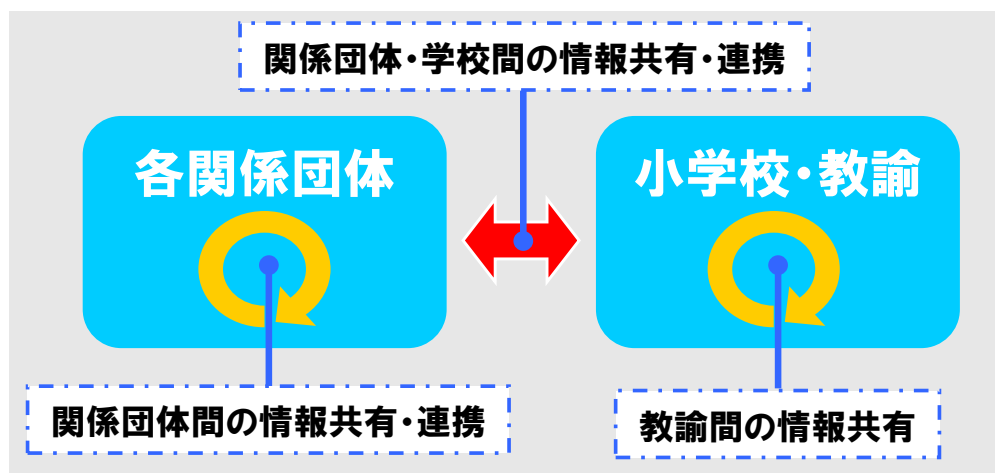 関係団体・学校間の情報共有・連携
各関係団体
小学校・教諭
関係団体間の情報共有・連携
教諭間の情報共有